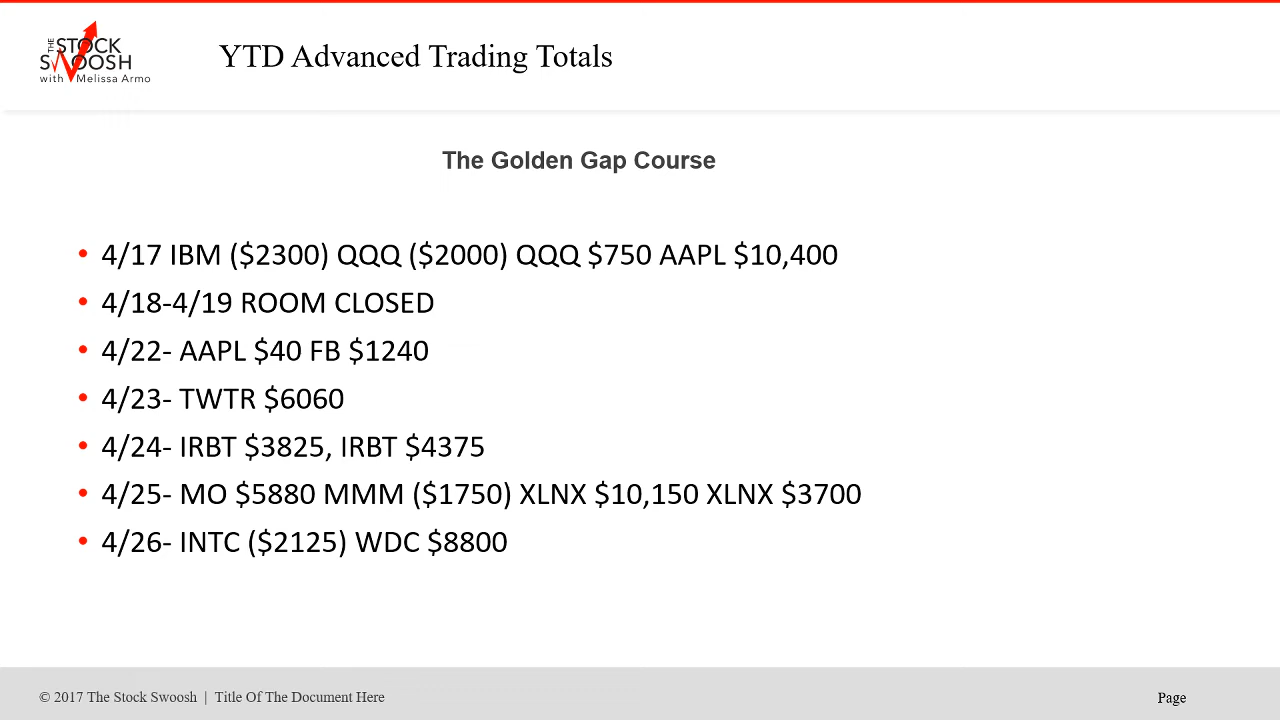 THE STOCK
SWOOSH
with Melissa Armo
YTD Advanced Trading Totals
The Golden Gap Course
• 4/17 IBM ($2300) QQQ ($2000) QQQ $750 AAPL $10,400
• 4/18-4/19 ROOM CLOSED
• 4/22- AAPL $40 FB $1240
• 4/23- TWTR $6060
• 4/24- IRBT $3825, IRBT $4375
• 4/25- MO $5880 MMM ($1750) XLNX $10,150 XLNX $3700
• 4/26- INTC ($2125) WDC $8800
© 2017 The Stock Swoosh | Title Of The Document Here
Page